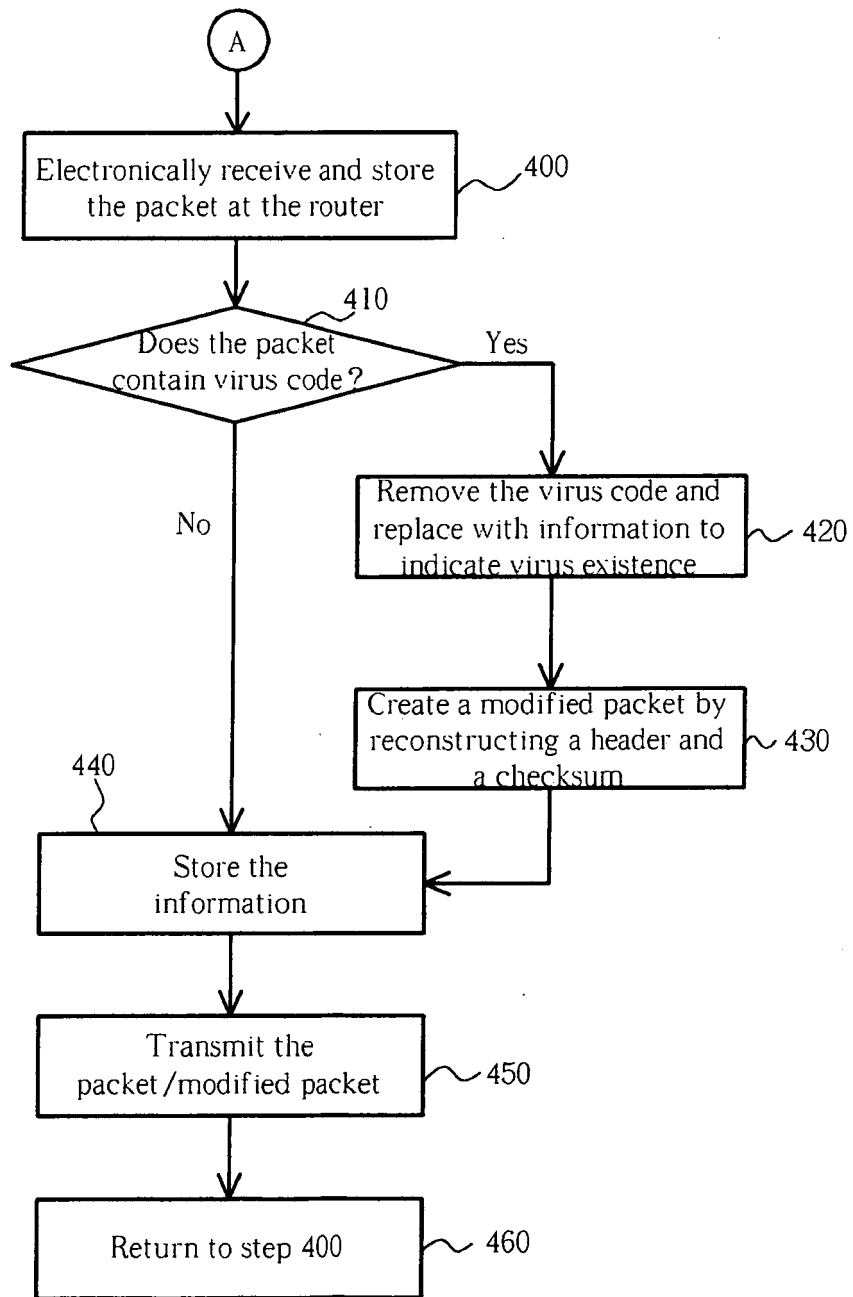 A
Electronically receive and store
the packet at the router
400
410
Does the packet
contain virus code?
Yes
No
Remove the virus code and
replace with information to
indicate virus existence
420
Create a modified packet by
reconstructing a header and
a checksum
430
440
Store the
information
Transmit the
packet/modified packet
450
Return to step 400
460